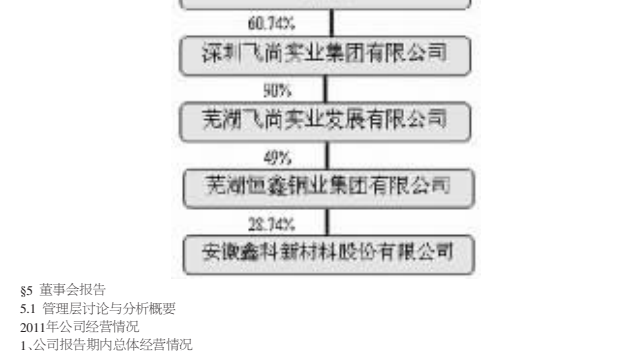 60.74%
深圳飞尚实业集团有限公司
90%
芜湖飞尚实业发展有限公司
49%
芜湖恒鑫铜业集团有限公司
28.74%
安徽鑫科新材料股份有限公司
§5 董事会报告
5.1 管理层讨论与分析概要
2011年公司经营情况
1、公司报告期内总体经营情况